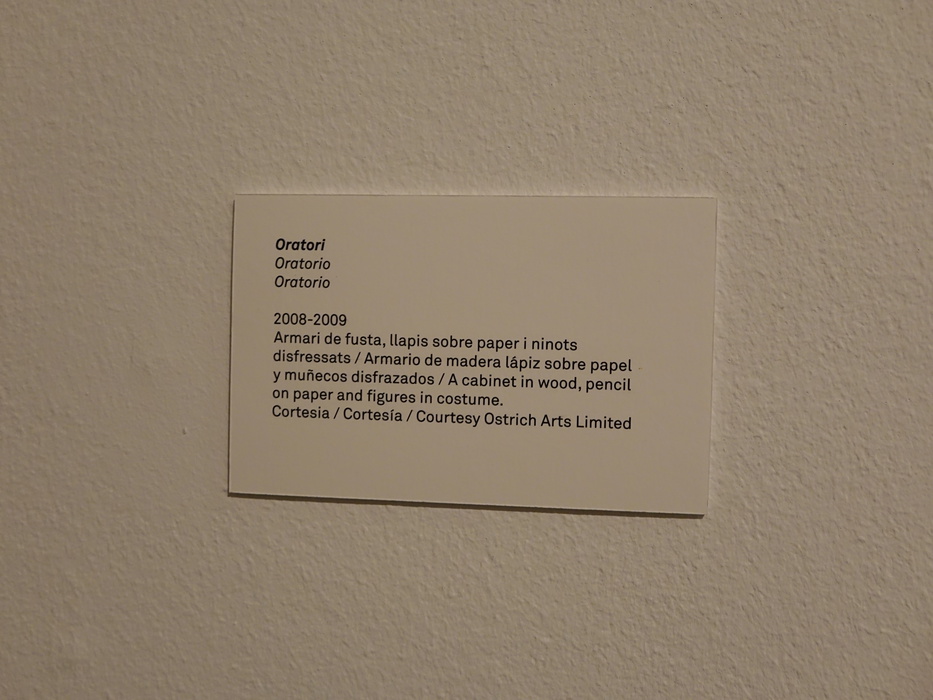 Oratori
Oratorio
Oratorio
2008-2009
Armari de fusta, llapis sobre paper i ninots
disfressats / Armario de madera lápiz sobre papel
y muñecos disfrazados / A cabinet in wood, pencil
on paper and figures in costume.
Cortesia / Cortesía / Courtesy Ostrich Arts Limited